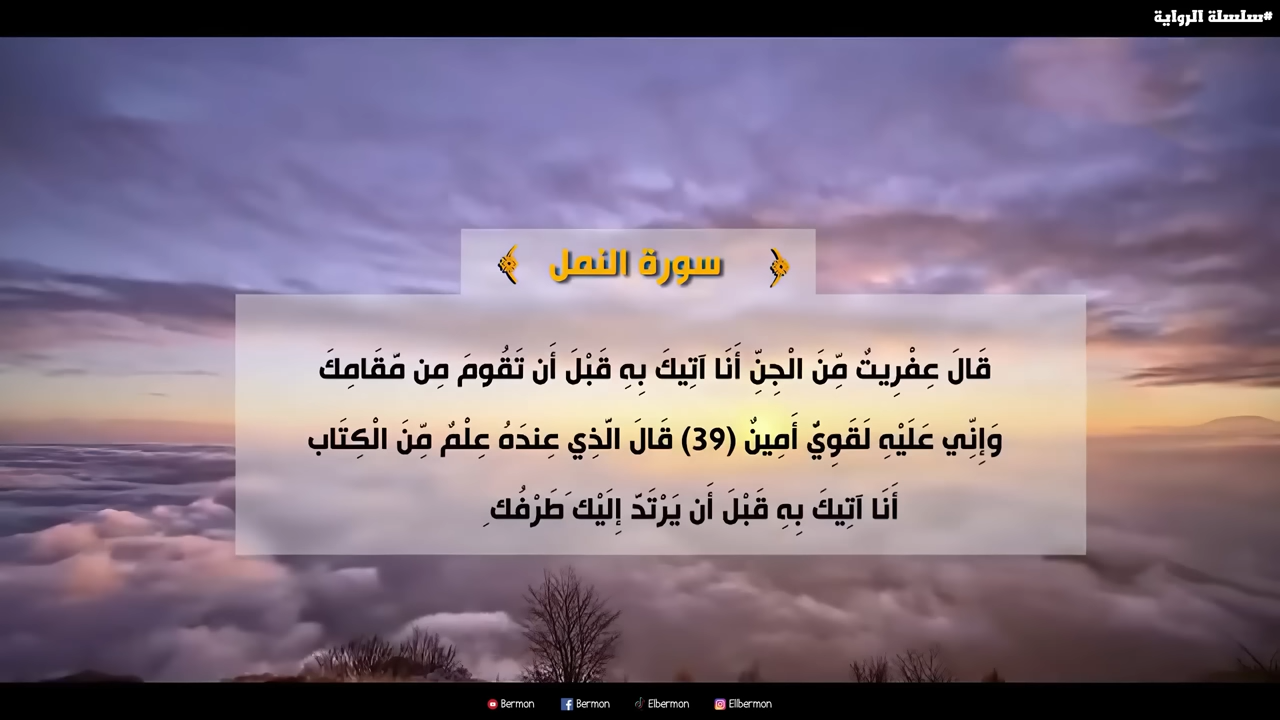 #سلسلة الرواية
﴿ سورة النمل ﴾
قَالَ عِفْرِيتٌ مِّنَ الْجِنِّ أَنَا آتِيكَ بِهِ قَبْلَ أَن تَقُومَ مِن مَّقَامِكَ
وَإِنِّي عَلَيْهِ لَقَوِيٌّ أَمِينٌ (39) قَالَ الَّذِي عِندَهُ عِلْمٌ مِّنَ الْكِتَاب
أَنَا آتِيكَ بِهِ قَبْلَ أَن يَرْتَدَّ إِلَيْك َطَرْفُك ِ
Bermon Bermon Elbermon Ellbermon